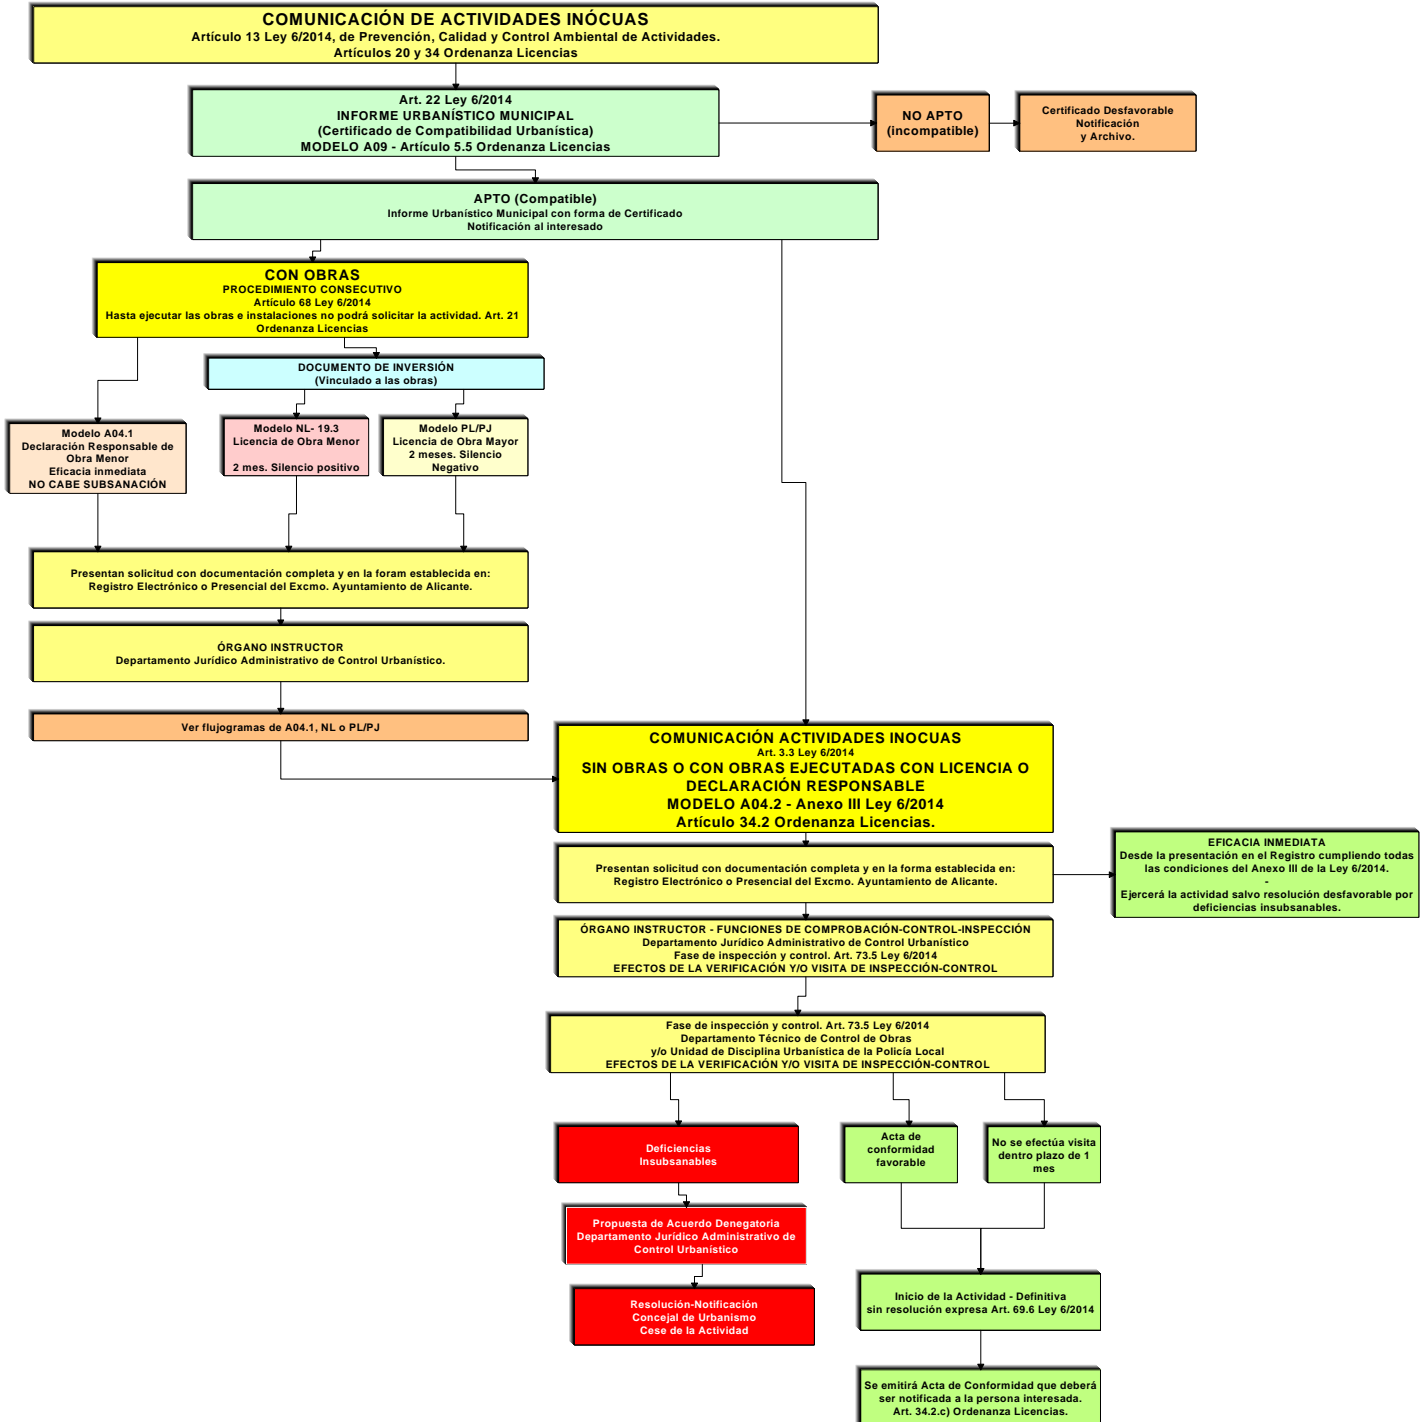 COMUNICACIÓN DE ACTIVIDADES INÓCUAS
Artículo 13 Ley 6/2014, de Prevención, Calidad y Control Ambiental de Actividades.
Artículos 20 y 34 Ordenanza Licencias
Art. 22 Ley 6/2014
INFORME URBANÍSTICO MUNICIPAL
(Certificado de Compatibilidad Urbanística)
MODELO A09 - Artículo 5.5 Ordenanza Licencias
NO APTO
(incompatible)
Certificado Desfavorable
Notificación
y Archivo.
APTO (Compatible)
Informe Urbanístico Municipal con forma de Certificado
Notificación al interesado
CON OBRAS
PROCEDIMIENTO CONSECUTIVO
Artículo 68 Ley 6/2014
Hasta ejecutar las obras e instalaciones no podrá solicitar la actividad. Art. 21
Ordenanza Licencias
DOCUMENTO DE INVERSIÓN
(Vinculado a las obras)
Modelo A04.1
Declaración Responsable de
Obra Menor
Eficacia inmediata
NO CABE SUBSANACIÓN
Modelo NL- 19.3
Licencia de Obra Menor
2 mes. Silencio positivo
Modelo PL/PJ
Licencia de Obra Mayor
2 meses. Silencio
Negativo
Presentan solicitud con documentación completa y en la foram establecida en:
Registro Electrónico o Presencial del Excmo. Ayuntamiento de Alicante.
ÓRGANO INSTRUCTOR
Departamento Jurídico Administrativo de Control Urbanístico.
Ver flujogramas de A04.1, NL o PL/PJ
COMUNICACIÓN ACTIVIDADES INOCUAS
Art. 3.3 Ley 6/2014
SIN OBRAS O CON OBRAS EJECUTADAS CON LICENCIA O
DECLARACIÓN RESPONSABLE
MODELO A04.2 - Anexo III Ley 6/2014
Artículo 34.2 Ordenanza Licencias.
Presentan solicitud con documentación completa y en la forma establecida en:
Registro Electrónico o Presencial del Excmo. Ayuntamiento de Alicante.
EFICACIA INMEDIATA
Desde la presentación en el Registro cumpliendo todas
las condiciones del Anexo III de la Ley 6/2014.
-
Ejercerá la actividad salvo resolución desfavorable por
deficiencias insubsanables.
ÓRGANO INSTRUCTOR - FUNCIONES DE COMPROBACIÓN-CONTROL-INSPECCIÓN
Departamento Jurídico Administrativo de Control Urbanístico
Fase de inspección y control. Art. 73.5 Ley 6/2014
EFECTOS DE LA VERIFICACIÓN Y/O VISITA DE INSPECCIÓN-CONTROL
Fase de inspección y control. Art. 73.5 Ley 6/2014
Departamento Técnico de Control de Obras
y/o Unidad de Disciplina Urbanística de la Policía Local
EFECTOS DE LA VERIFICACIÓN Y/O VISITA DE INSPECCIÓN-CONTROL
Deficiencias
Insubsanables
Acta de
conformidad
favorable
No se efectúa visita
dentro plazo de 1
mes
Propuesta de Acuerdo Denegatoria
Departamento Jurídico Administrativo de
Control Urbanístico
Resolución-Notificación
Concejal de Urbanismo
Cese de la Actividad
Inicio de la Actividad - Definitiva
sin resolución expresa Art. 69.6 Ley 6/2014
Se emitirá Acta de Conformidad que deberá
ser notificada a la persona interesada.
Art. 34.2.c) Ordenanza Licencias.